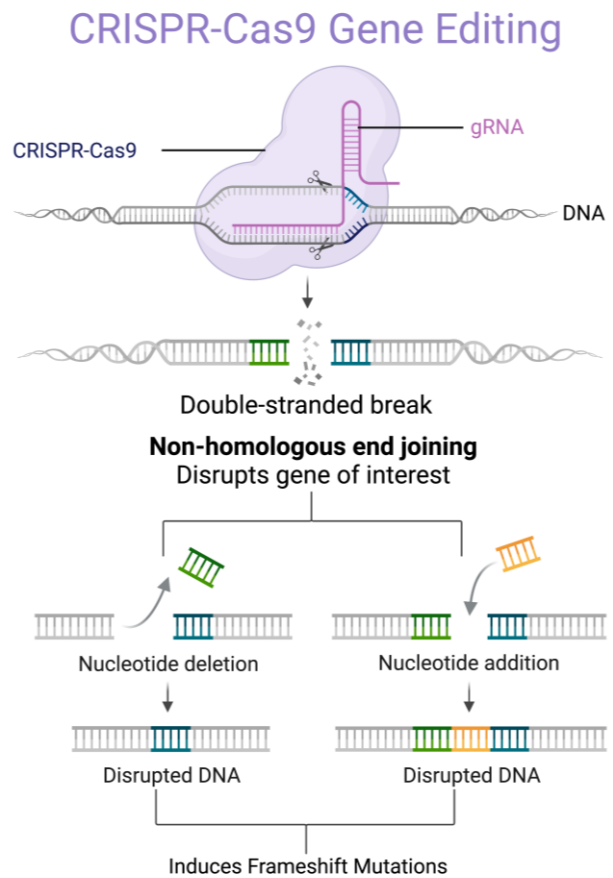 CRISPR-Cas9 Gene Editing
gRNA
CRISPR-Cas9
DNA
Double-stranded break
Non-homologous end joining
Disrupts gene of interest
Nucleotide deletion
Nucleotide addition
Disrupted DNA
Disrupted DNA
Induces Frameshift Mutations